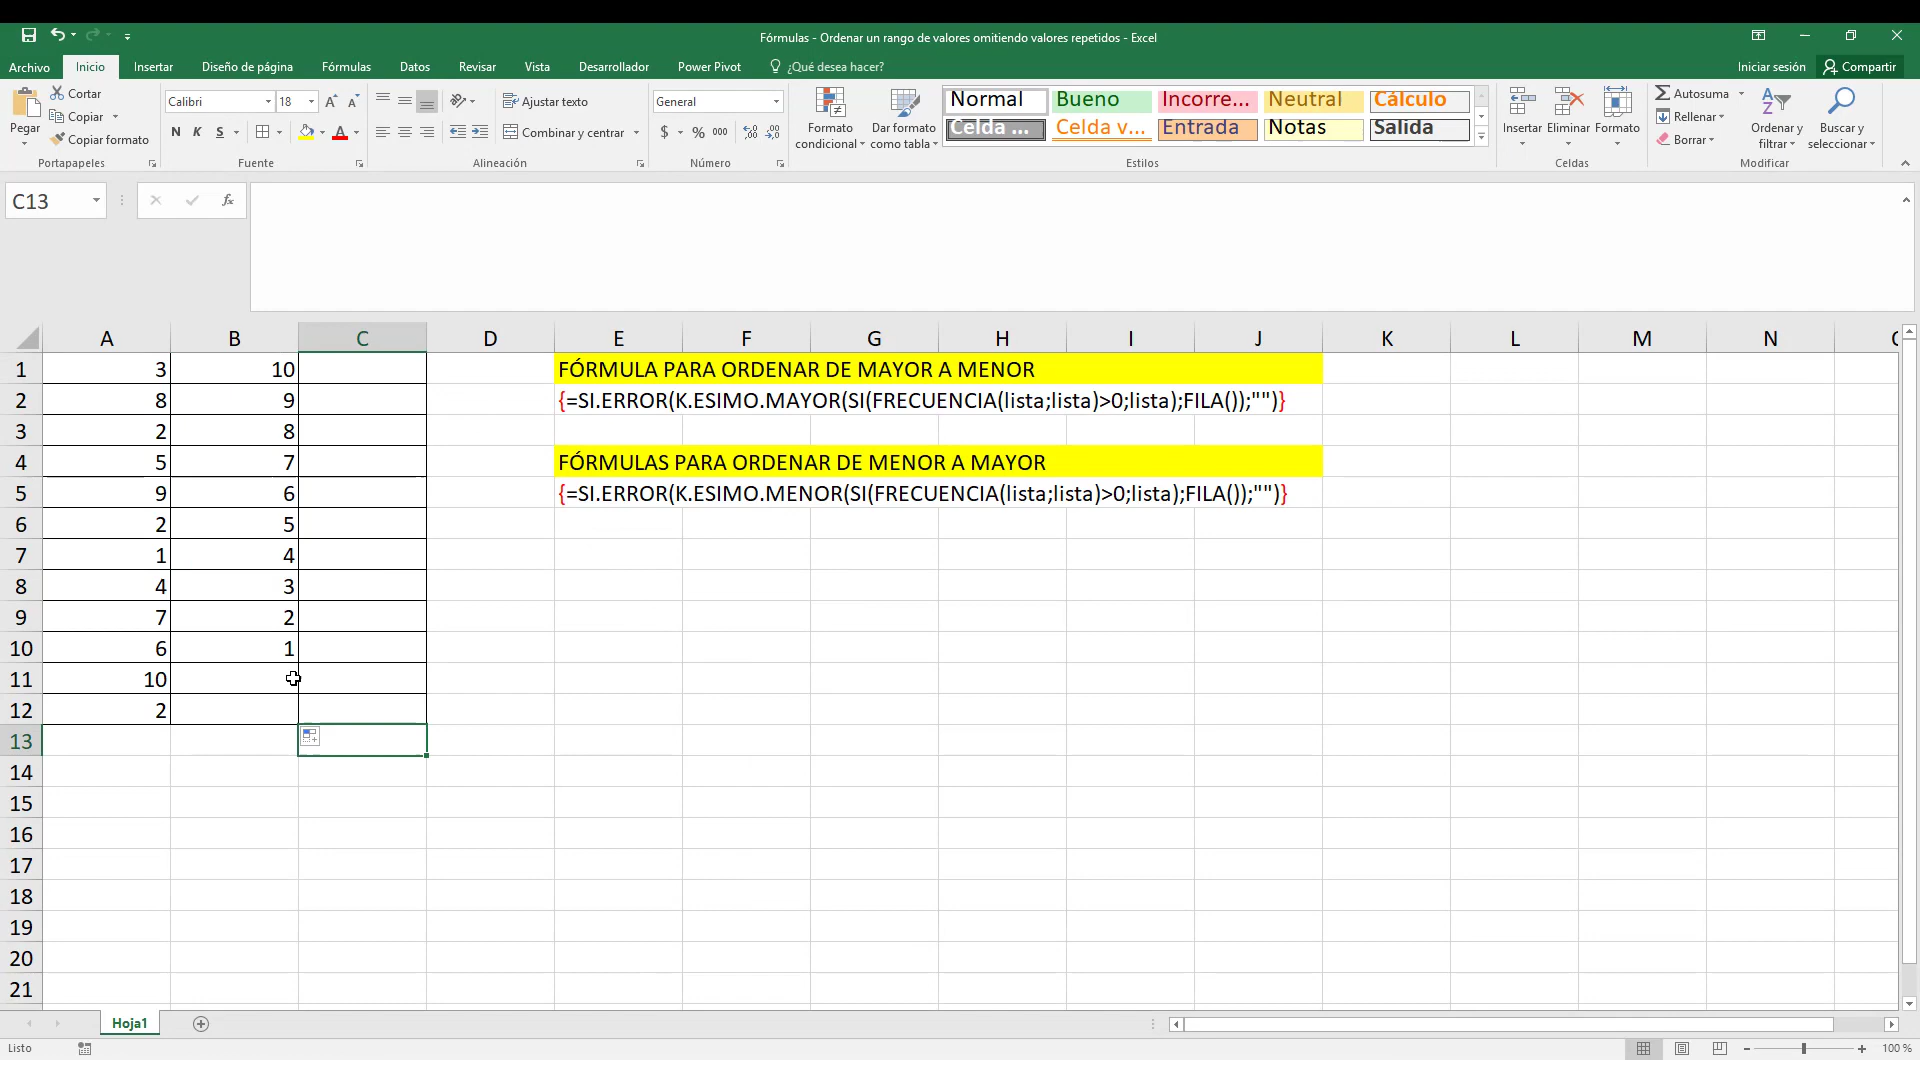 Fórmulas - Ordenar un rango de valores omitiendo valores repetidos - Excel
Archivo Inicio Insertar Diseño de página Fórmulas Datos Revisar Vista Desarrollador Power Pivot ¿Qué desea hacer? Iniciar sesión Compartir
Pegar
Cortar
Copiar
Copiar formato
Portapapeles
Calibri 18
N K S
Fuente
Ajustar texto
Combinar y centrar
Alineación
General
$ % 000
Número
Formato condicional
Dar formato como tabla
Normal Bueno Incorre... Neutral Cálculo
Celda ... Celda v... Entrada Notas Salida
Estilos
Insertar Eliminar Formato
Celdas
Autosuma
Rellenar
Borrar
Ordenar y filtrar
Buscar y seleccionar
Modificar
C13 fx
A B C D E F G H I J K L M N
1 3 10 FÓRMULA PARA ORDENAR DE MAYOR A MENOR
2 8 9 {=SI.ERROR(K.ESIMO.MAYOR(SI(FRECUENCIA(lista;lista)>0;lista);FILA());"")}
3 2 8
4 5 7 FÓRMULAS PARA ORDENAR DE MENOR A MAYOR
5 9 6 {=SI.ERROR(K.ESIMO.MENOR(SI(FRECUENCIA(lista;lista)>0;lista);FILA());"")}
6 2 5
7 1 4
8 4 3
9 7 2
10 6 1
11 10
12 2
13
14
15
16
17
18
19
20
21
Hoja1
Listo 100 %